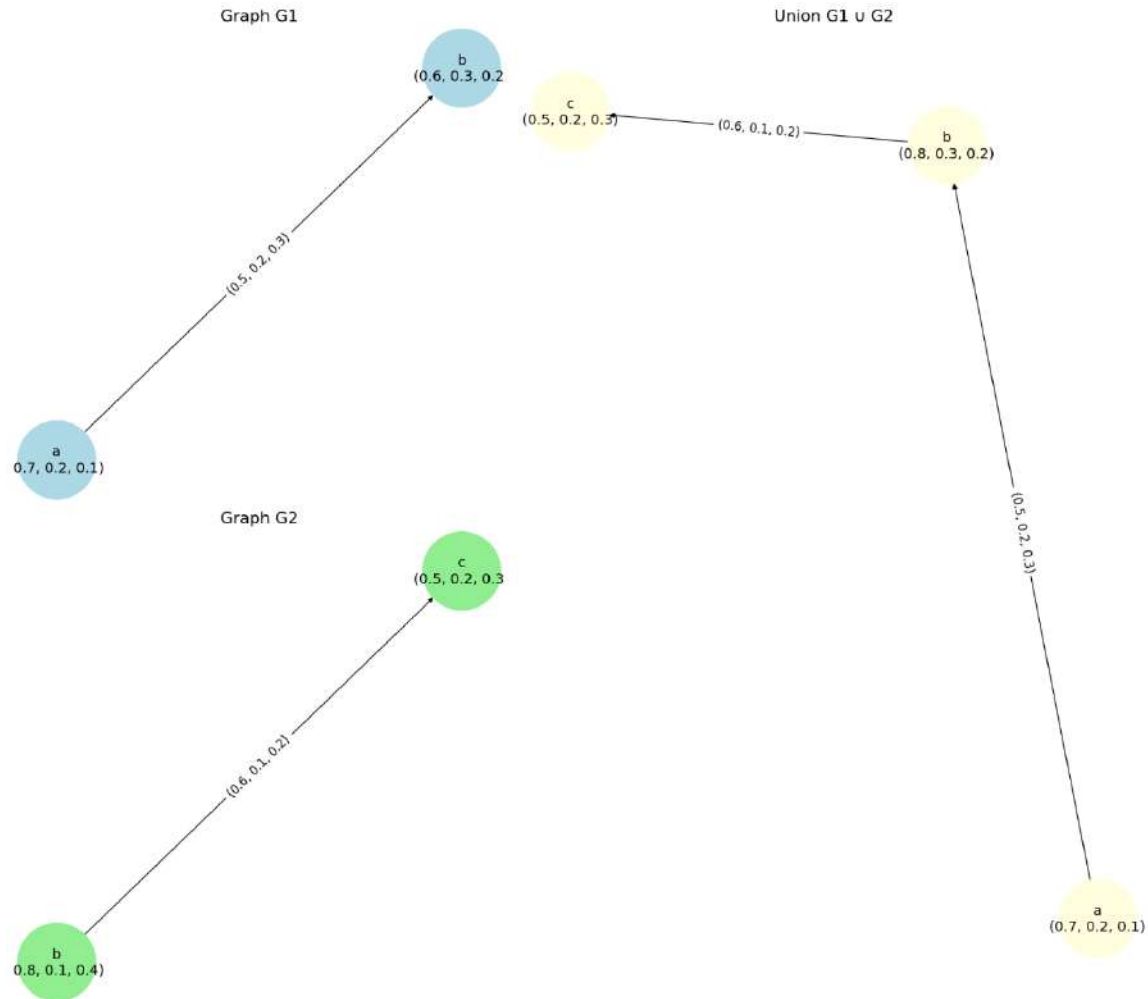 Graph G1
b
(0.6, 0.3, 0.2
(0.5, 0.2, 0.3)
a
0.7, 0.2, 0.1)
Graph G2
c
(0.5, 0.2, 0.3
(0.6, 0.1, 0.2)
b
0.8, 0.1, 0.4)
Union G1 ∪ G2
c
(0.5, 0.2, 0.3)
(0.6, 0.1, 0.2)
b
(0.8, 0.3, 0.2)
(0.5, 0.2, 0.3)
a
(0.7, 0.2, 0.1)